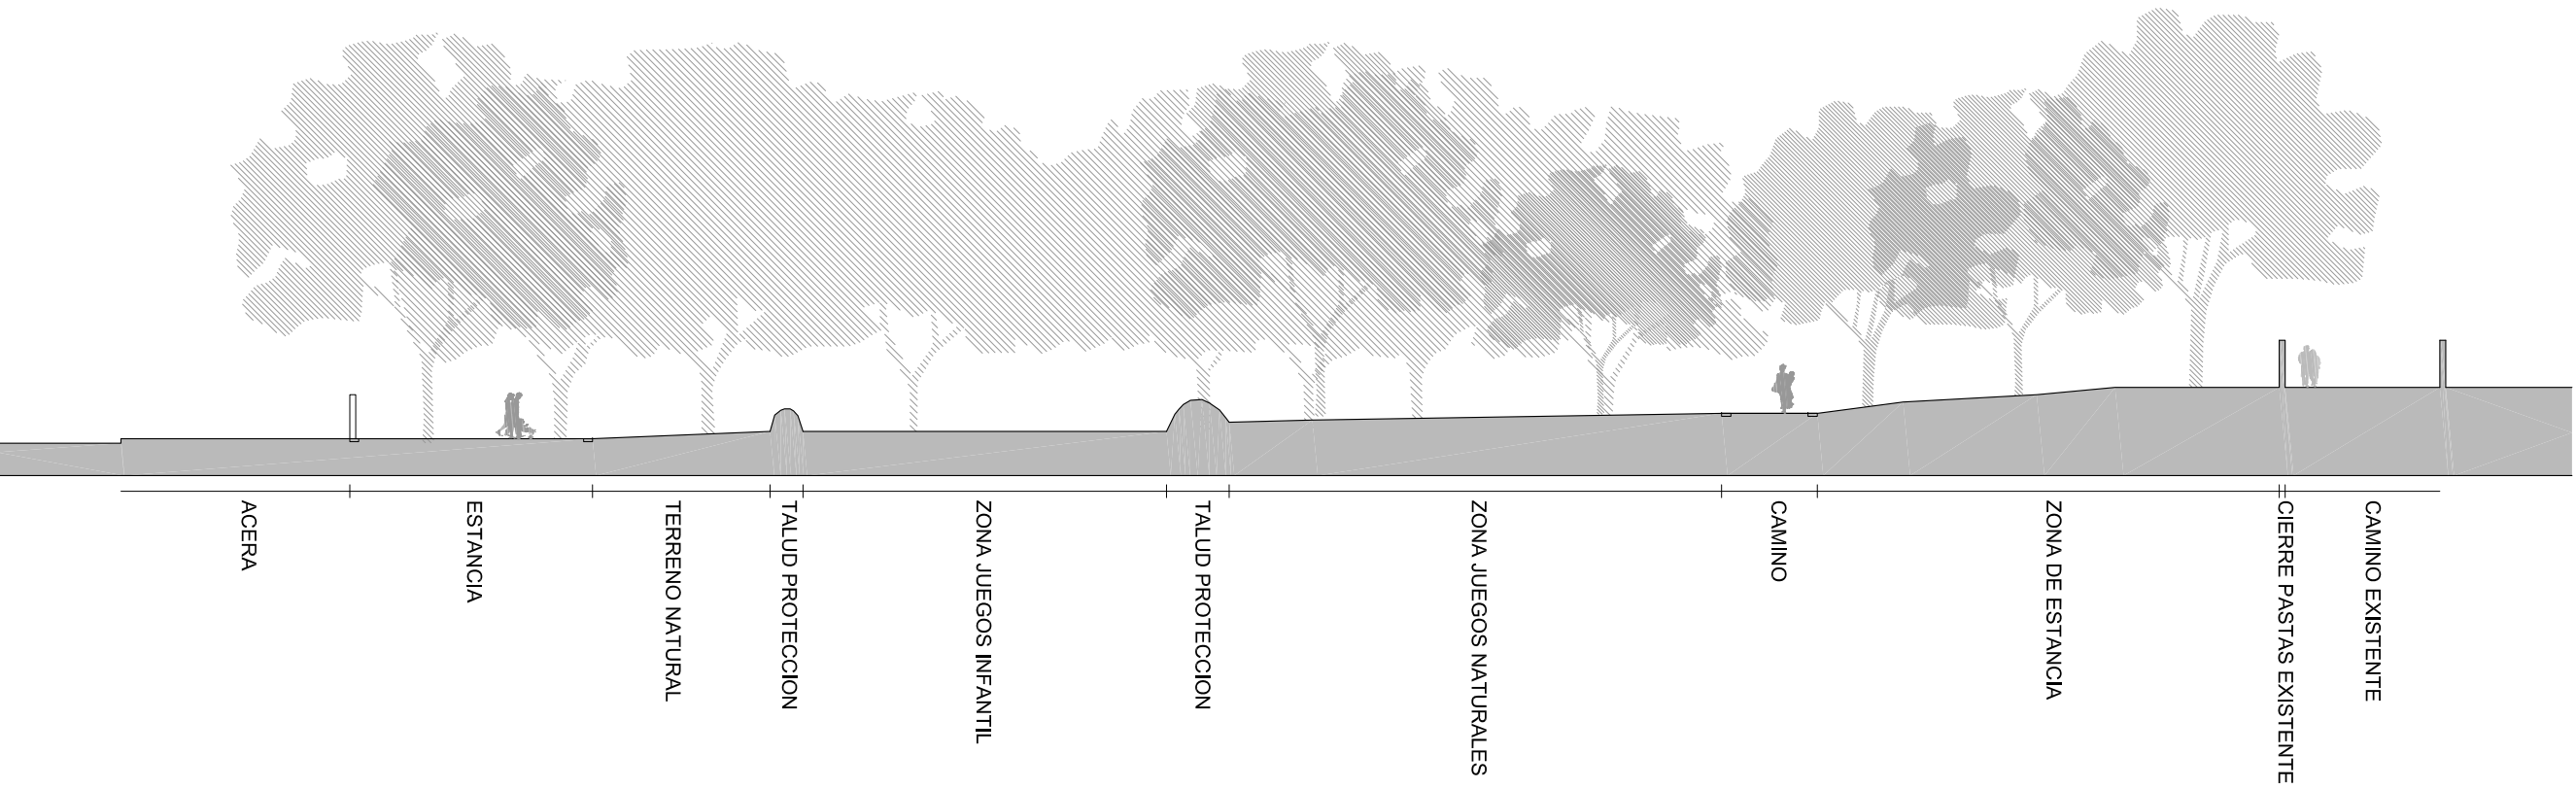 ACERA
ESTANCIA
TERRENO NATURAL
TALUD PROTECCION
ZONA JUEGOS INFANTIL
TALUD PROTECCION
ZONA JUEGOS NATURALES
CAMINO
ZONA DE ESTANCIA
CIERRE PASTAS EXISTENTE
CAMINO EXISTENTE